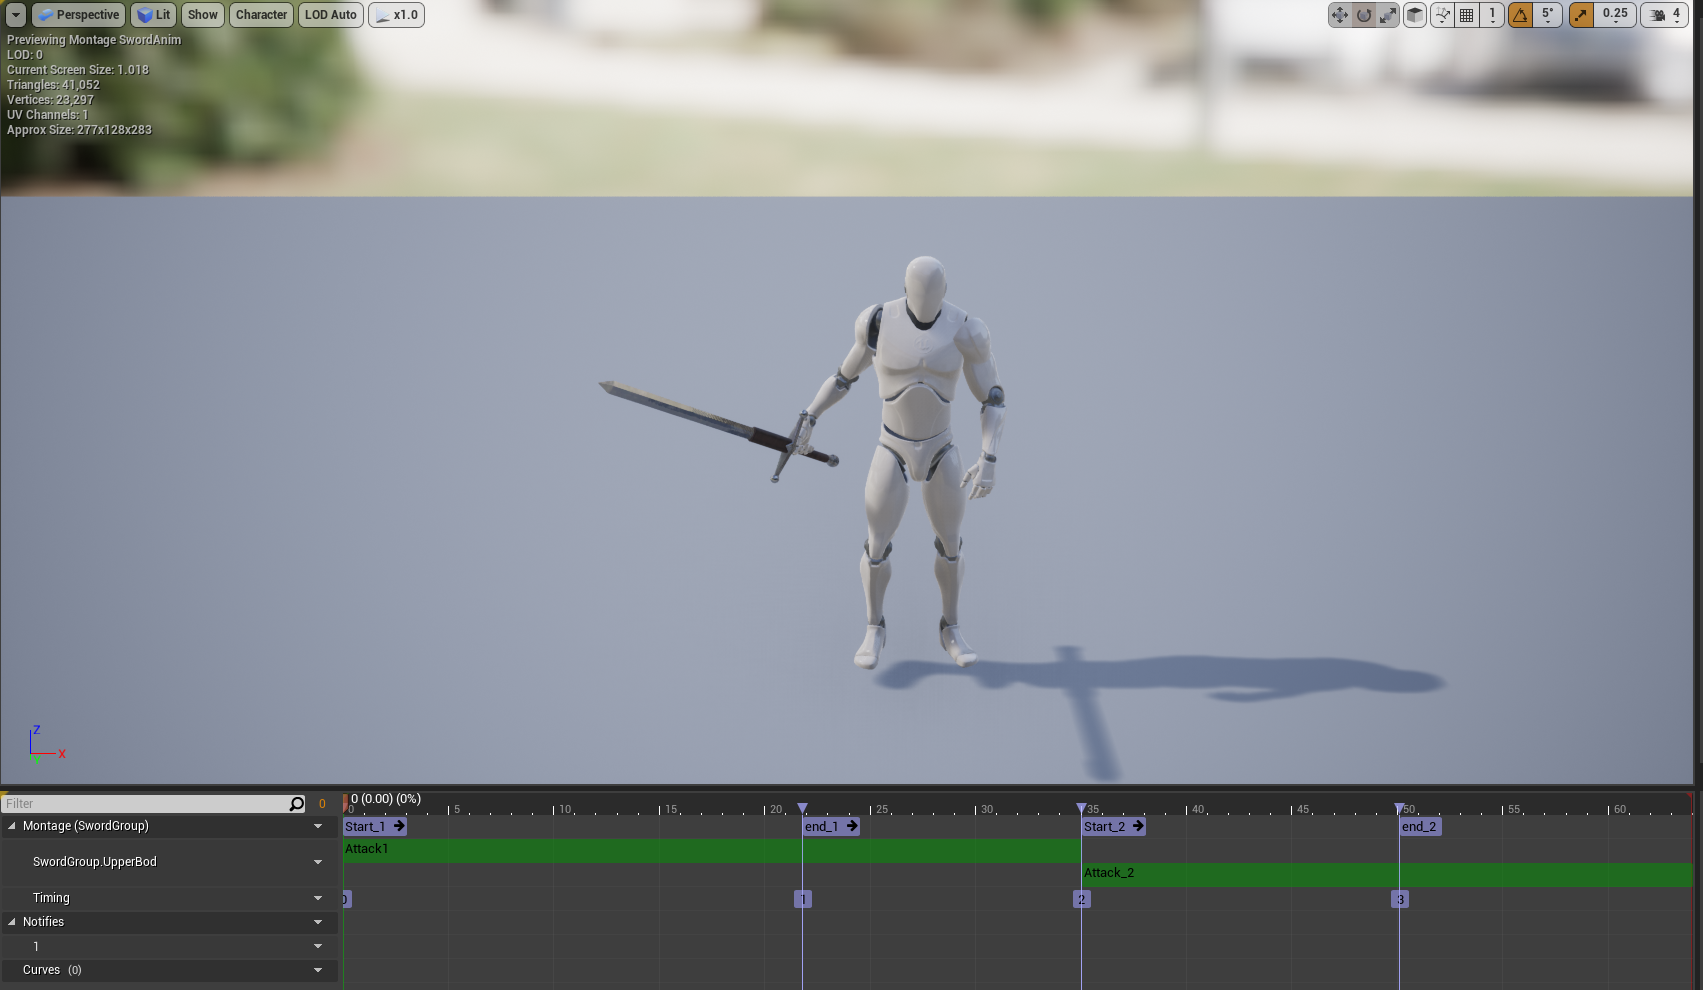 Perspective Lit Show Character LOD Auto x1.0 1 5° 0.25 4
Previewing Montage SwordAnim
LOD: 0
Current Screen Size: 1.018
Triangles: 41,052
Vertices: 23,297
UV Channels: 1
Approx Size: 277x128x283
Z
X
Y
Filter 0 0 (0.00) (0%)
0 5 10 15 20 25 30 35 40 45 50 55 60
Montage (SwordGroup) Start_1 end_1 Start_2 end_2
Attack1
SwordGroup.UpperBod
Attack_2
Timing 0 1 2 3
Notifies
1
Curves (0)